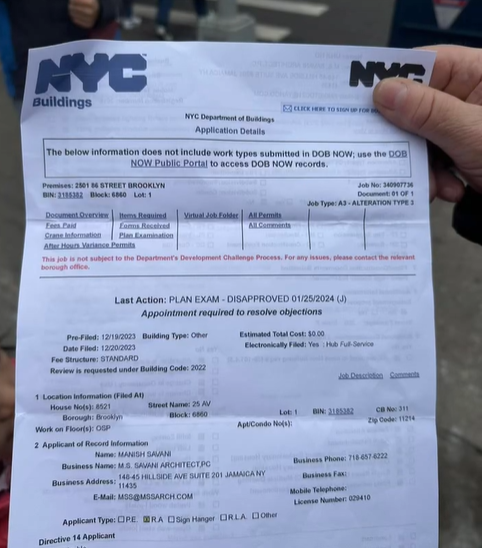 NYC
Buildings
NYC
CLICK HERE TO SIGN UP FOR
NYC Department of Buildings
Application Details
The below information does not include work types submitted in DOB NOW; use the DOB
NOW Public Portal to access DOB NOW records.
Premises: 2501 86 STREET BROOKLYN
Job No: 340907736
BIN: 3188382 Block: 6860 Lot: 1
Document: 01 OF 1
Job Type: A3 - ALTERATION TYPE 3
Document Overview Items Required Virtual Job Folder All Permits
Fees Paid Forms Received All Comments
Crane Information Plan Examination
After Hours Variance Permits
This job is not subject to the Department's Development Challenge Process. For any issues, please contact the relevant
borough office.
Last Action: PLAN EXAM - DISAPPROVED 01/25/2024 (J)
Appointment required to resolve objections
Pre-Filed: 12/19/2023 Building Type: Other Estimated Total Cost: $0.00
Date Filed: 12/20/2023 Electronically Filed: Yes : Hub Full-Service
Fee Structure: STANDARD
Review is requested under Building Code: 2022
Job Description Comments
1 Location Information (Filed At)
House No(s): 8521 Street Name: 25 AV
Borough: Brooklyn Block: 6860 Lot: 1 BIN: 3188382 CB No: 311
Work on Floor(s): OSP Apt/Condo No(s): Zip Code: 11214
2 Applicant of Record Information
Name: MANISH SAVANI
Business Name: M.S. SAVANI ARCHITECT,PC Business Phone: 718-657-6222
Business Address: 146-45 HILLSIDE AVE SUITE 201 JAMAICA NY
11435
Business Fax:
E-Mail: MSS@MSSARCH.COM Mobile Telephone:
License Number: 029410
Applicant Type: P.E. R.A Sign Hanger R.L.A. Other
Directive 14 Applicant